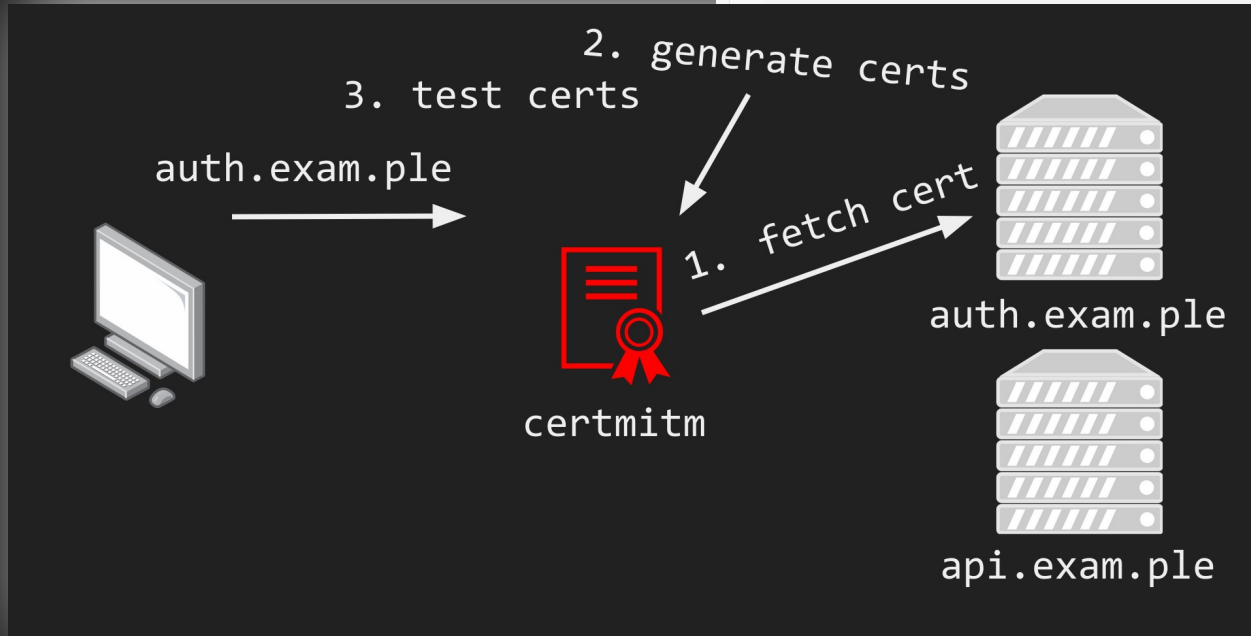 2. generate certs
3. test certs
auth.exam.ple
1. fetch cert
auth.exam.ple
certmitm
api.exam.ple